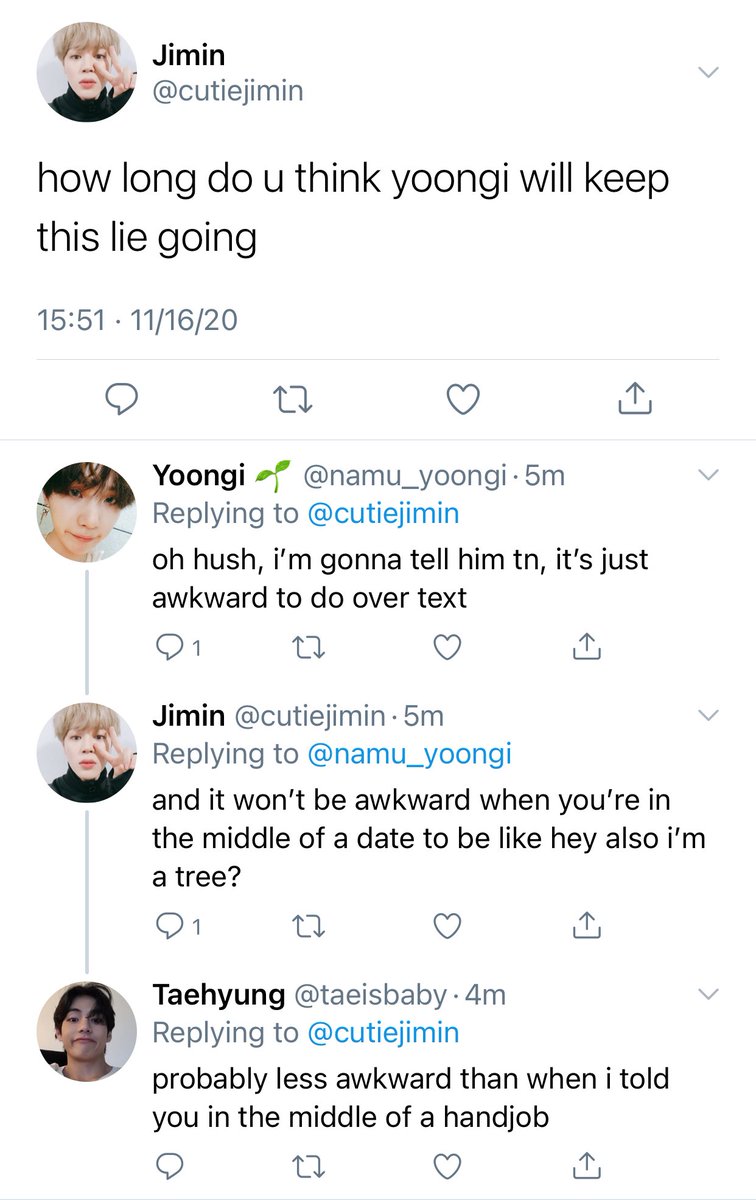 Jimin
@cutiejimin
how long do u think yoongi will keep
this lie going
15:51 · 11/16/20
Yoongi 🌱 @namu_yoongi · 5m
Replying to @cutiejimin
oh hush, i’m gonna tell him tn, it’s just
awkward to do over text
1
Jimin @cutiejimin · 5m
Replying to @namu_yoongi
and it won’t be awkward when you’re in
the middle of a date to be like hey also i’m
a tree?
1
Taehyung @taeisbaby · 4m
Replying to @cutiejimin
probably less awkward than when i told
you in the middle of a handjob